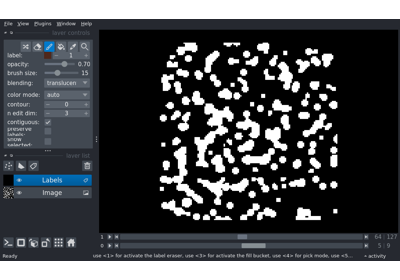 File View Plugins Window Help
layer controls
label: 1
opacity: 0.70
brush size: 15
blending: translucen
color mode: auto
contour: 0
n edit dim: 3
contiguous:
preserve
labels:
show
selected:
layer list
Labels
Image
1 64 127
0 5 9
Ready use <1> for activate the label eraser, use <3> for activate the fill bucket, use <4> for pick mode, use <5... activity